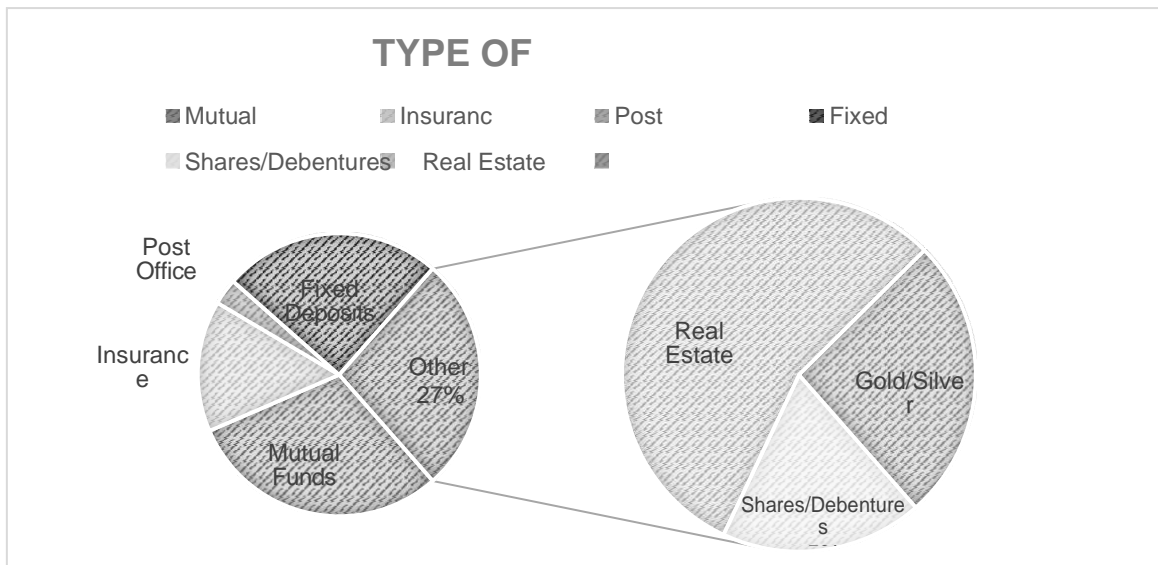 TYPE OF
Mutual Insuranc Post Fixed
Shares/Debentures Real Estate
Post
Office
Fixed
Deposits
Insuranc
e
Other
27%
Mutual
Funds
Real
Estate
Gold/Silve
r
Shares/Debenture
s